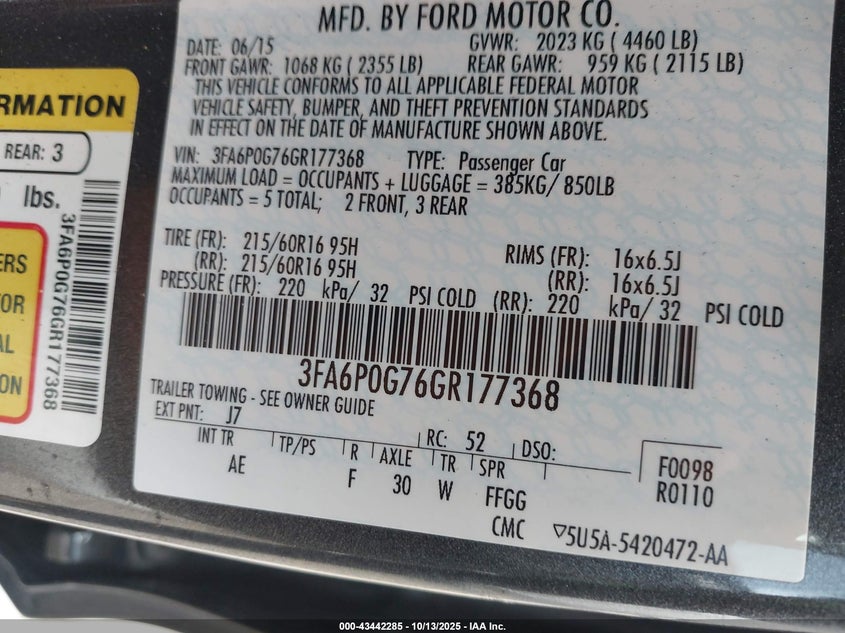 MFD. BY FORD MOTOR CO.
DATE: 06/15 GVWR: 2023 KG ( 4460 LB)
FRONT GAWR: 1068 KG ( 2355 LB) REAR GAWR: 959 KG ( 2115 LB)
THIS VEHICLE CONFORMS TO ALL APPLICABLE FEDERAL MOTOR
VEHICLE SAFETY, BUMPER, AND THEFT PREVENTION STANDARDS
IN EFFECT ON THE DATE OF MANUFACTURE SHOWN ABOVE.
VIN: 3FA6P0G76GR177368 TYPE: Passenger Car
MAXIMUM LOAD = OCCUPANTS + LUGGAGE = 385KG/ 850LB
OCCUPANTS = 5 TOTAL; 2 FRONT, 3 REAR
TIRE (FR): 215/60R16 95H RIMS (FR): 16x6.5J
(RR): 215/60R16 95H (RR): 16x6.5J
PRESSURE (FR): 220 kPa/ 32 PSI COLD (RR): 220 kPa/ 32 PSI COLD
3FA6P0G76GR177368
TRAILER TOWING - SEE OWNER GUIDE
EXT PNT: J7 RC: 52 DSO:
INT TR TP/PS R AXLE TR SPR
AE F 30 W FFGG
CMC
F0098
R0110
5U5A-5420472-AA
RMATION
REAR: 3
lbs.
3FA6P0G76GR177368
ERS
TOR
AL
ON
000 - 43442285 - 10/13/2025 - IAA Inc.